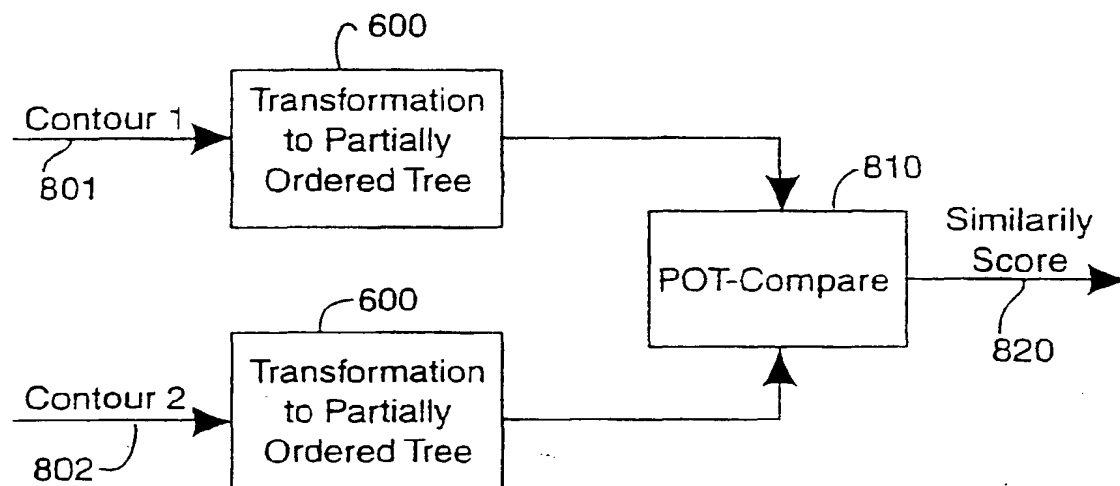 600
Contour 1
801
Transformation
to Partially
Ordered Tree
810
POT-Compare
Similarily
Score
820
600
Contour 2
802
Transformation
to Partially
Ordered Tree